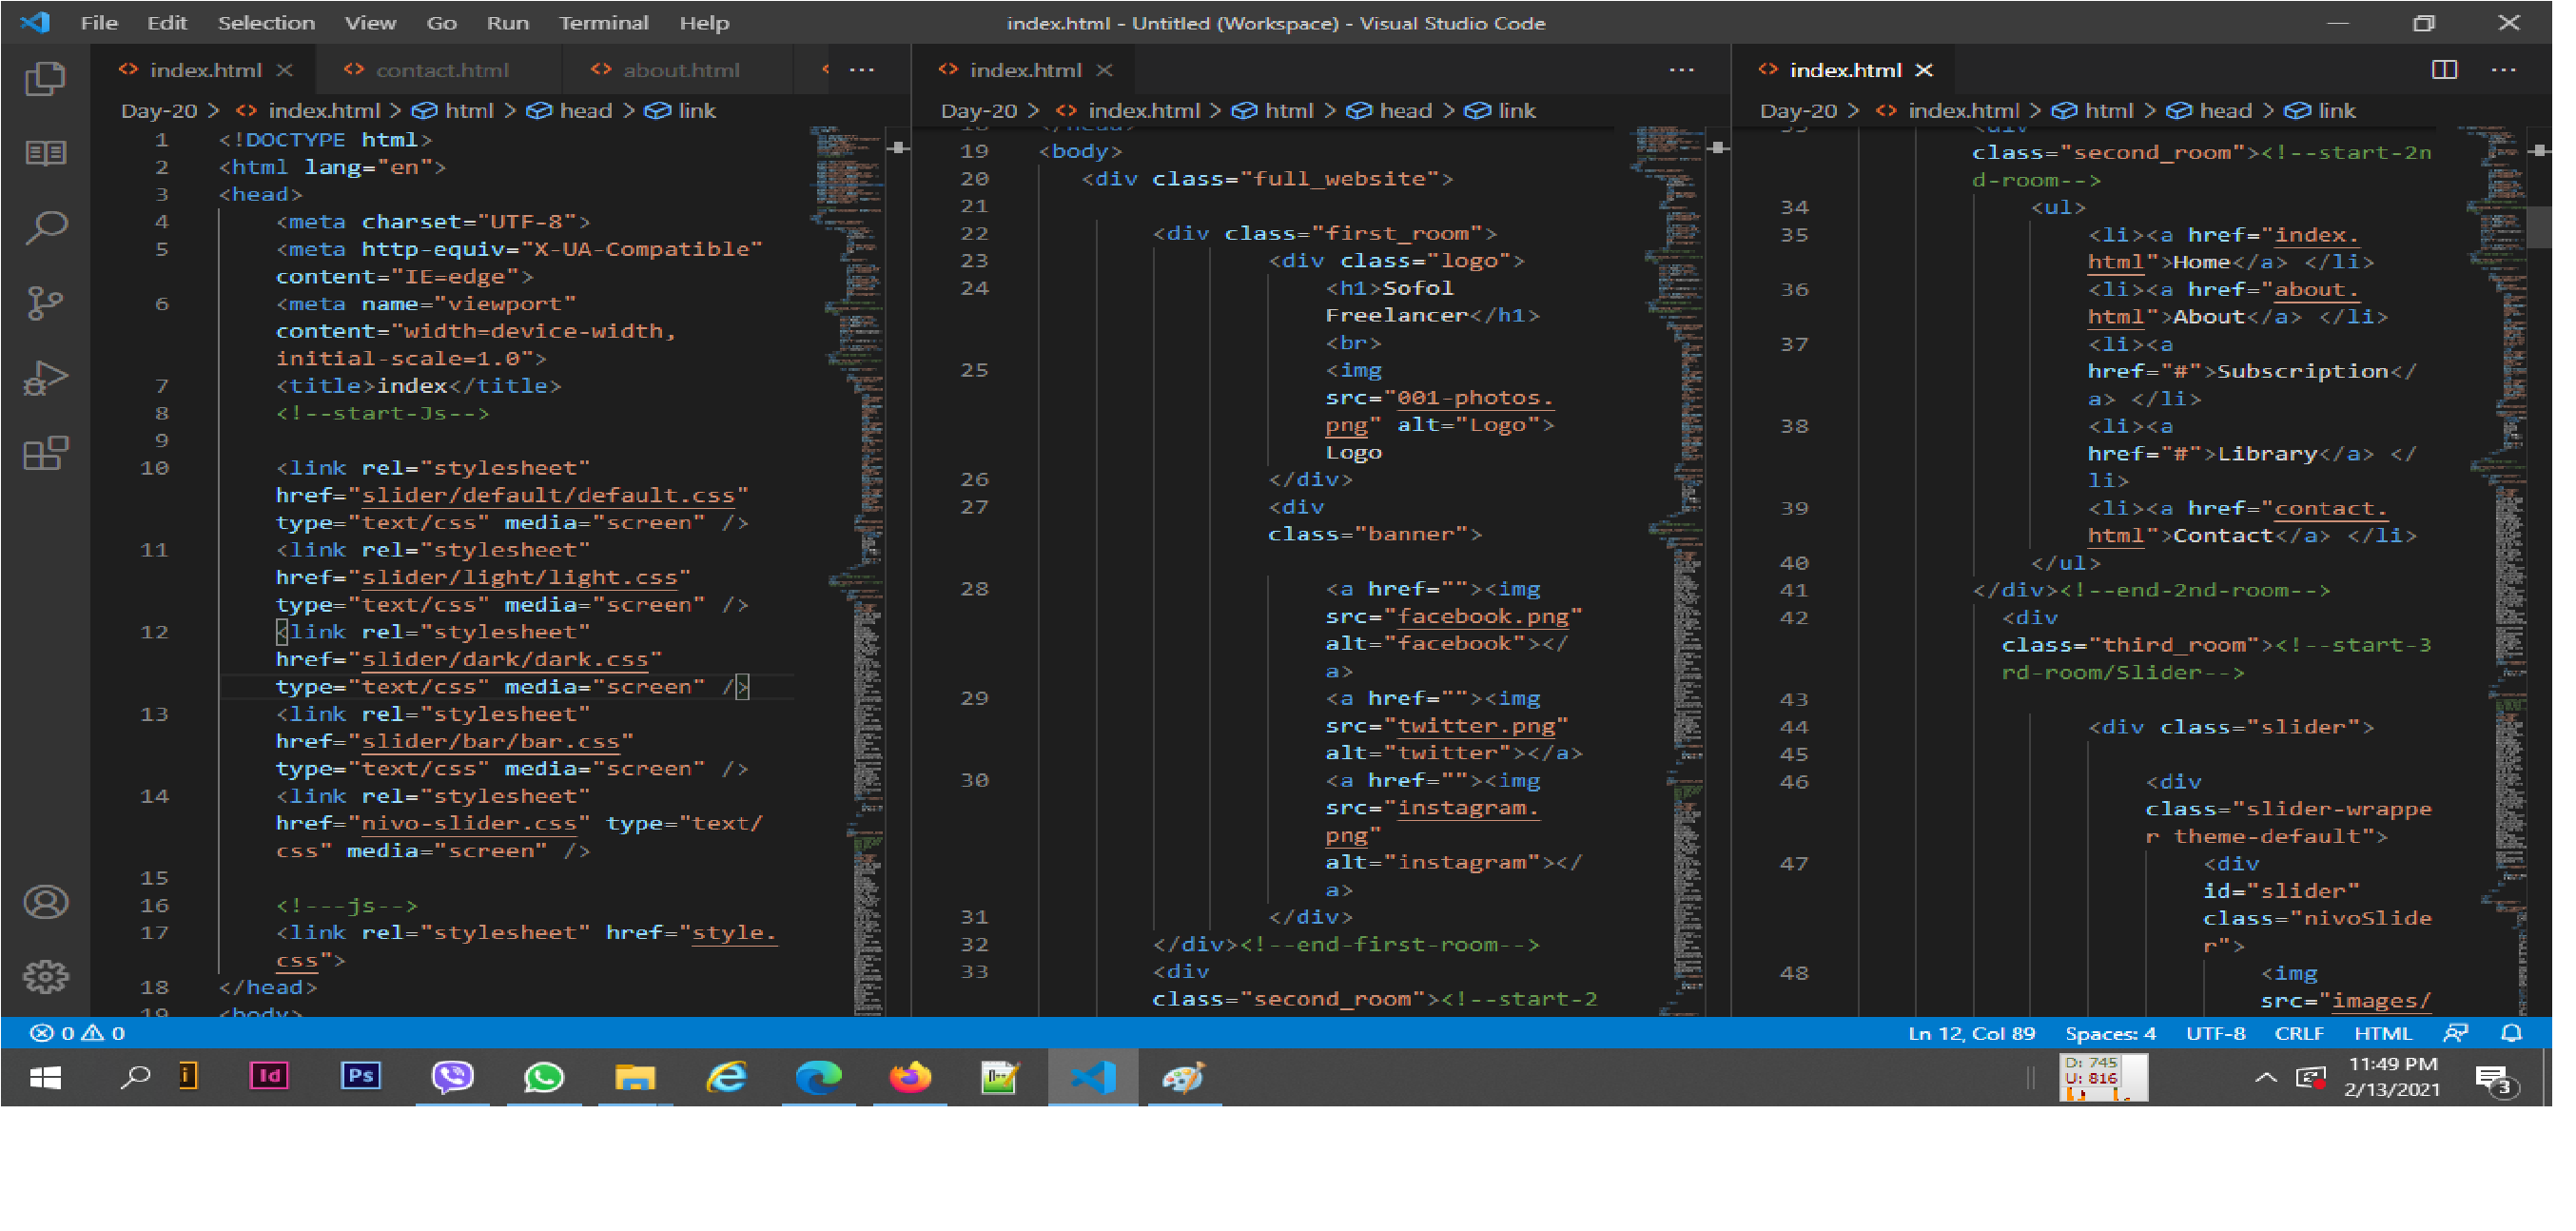 File Edit Selection View Go Run Terminal Help
index.html - Untitled (Workspace) - Visual Studio Code
index.html
contact.html
about.html
Day-20 > index.html > html > head > link
1 <!DOCTYPE html>
2 <html lang="en">
3 <head>
4 <meta charset="UTF-8">
5 <meta http-equiv="X-UA-Compatible"
content="IE=edge">
6 <meta name="viewport"
content="width=device-width,
initial-scale=1.0">
7 <title>index</title>
8 <!--start-Js-->
9
10 <link rel="stylesheet"
href="slider/default/default.css"
type="text/css" media="screen" />
11 <link rel="stylesheet"
href="slider/light/light.css"
type="text/css" media="screen" />
12 <link rel="stylesheet"
href="slider/dark/dark.css"
type="text/css" media="screen" />
13 <link rel="stylesheet"
href="slider/bar/bar.css"
type="text/css" media="screen" />
14 <link rel="stylesheet"
href="nivo-slider.css" type="text/
css" media="screen" />
15
16 <!---js-->
17 <link rel="stylesheet" href="style.
css">
18 </head>
19 <body>
index.html
Day-20 > index.html > html > head > link
18 </head>
19 <body>
20 <div class="full_website">
21
22 <div class="first_room">
23 <div class="logo">
24 <h1>Sofol
Freelancer</h1>
<br>
25 <img
src="001-photos.
png" alt="Logo">
Logo
26 </div>
27 <div
class="banner">
28 <a href=""><img
src="facebook.png"
alt="facebook"></
a>
29 <a href=""><img
src="twitter.png"
alt="twitter"></a>
30 <a href=""><img
src="instagram.
png"
alt="instagram"></
a>
31 </div>
32 </div><!--end-first-room-->
33 <div
class="second_room"><!--start-2
index.html
Day-20 > index.html > html > head > link
33 <div
class="second_room"><!--start-2n
d-room-->
34 <ul>
35 <li><a href="index.
html">Home</a> </li>
36 <li><a href="about.
html">About</a> </li>
37 <li><a
href="#">Subscription</
a> </li>
38 <li><a
href="#">Library</a> </
li>
39 <li><a href="contact.
html">Contact</a> </li>
40 </ul>
41 </div><!--end-2nd-room-->
42 <div
class="third_room"><!--start-3
rd-room/Slider-->
43
44 <div class="slider">
45
46 <div
class="slider-wrappe
r theme-default">
47 <div
id="slider"
class="nivoSlide
r">
48 <img
src="images/
0 0
Ln 12, Col 89 Spaces: 4 UTF-8 CRLF HTML
Id
Ps
D: 745
U: 816
11:49 PM
2/13/2021
3